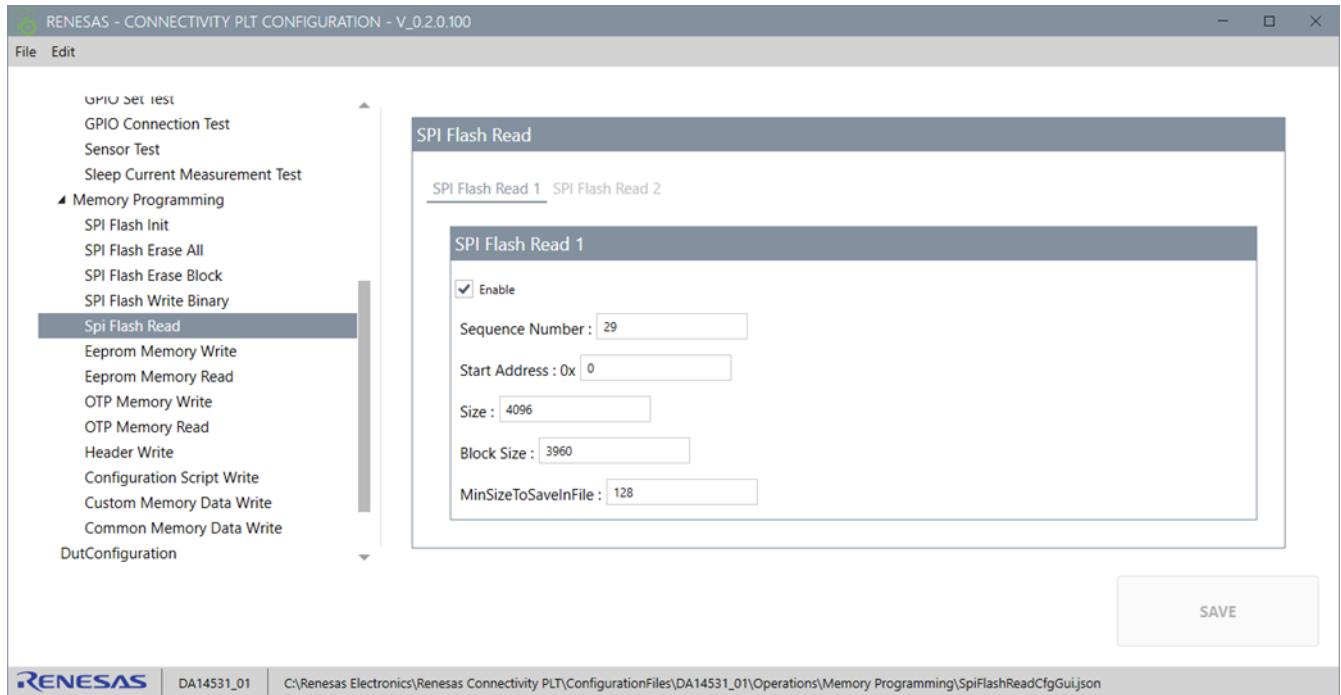 RENESAS - CONNECTIVITY PLT CONFIGURATION - V_0.2.0.100
File Edit
GPIO Set Test
GPIO Connection Test
Sensor Test
Sleep Current Measurement Test
Memory Programming
SPI Flash Init
SPI Flash Erase All
SPI Flash Erase Block
SPI Flash Write Binary
Spi Flash Read
Eeprom Memory Write
Eeprom Memory Read
OTP Memory Write
OTP Memory Read
Header Write
Configuration Script Write
Custom Memory Data Write
Common Memory Data Write
DutConfiguration
SPI Flash Read
SPI Flash Read 1 SPI Flash Read 2
SPI Flash Read 1
Enable
Sequence Number : 29
Start Address : 0x 0
Size : 4096
Block Size : 3960
MinSizeToSaveInFile : 128
SAVE
RENESAS DA14531_01 C:\Renesas Electronics\Renesas Connectivity PLT\ConfigurationFiles\DA14531_01\Operations\Memory Programming\SpiFlashReadCfgGui.json